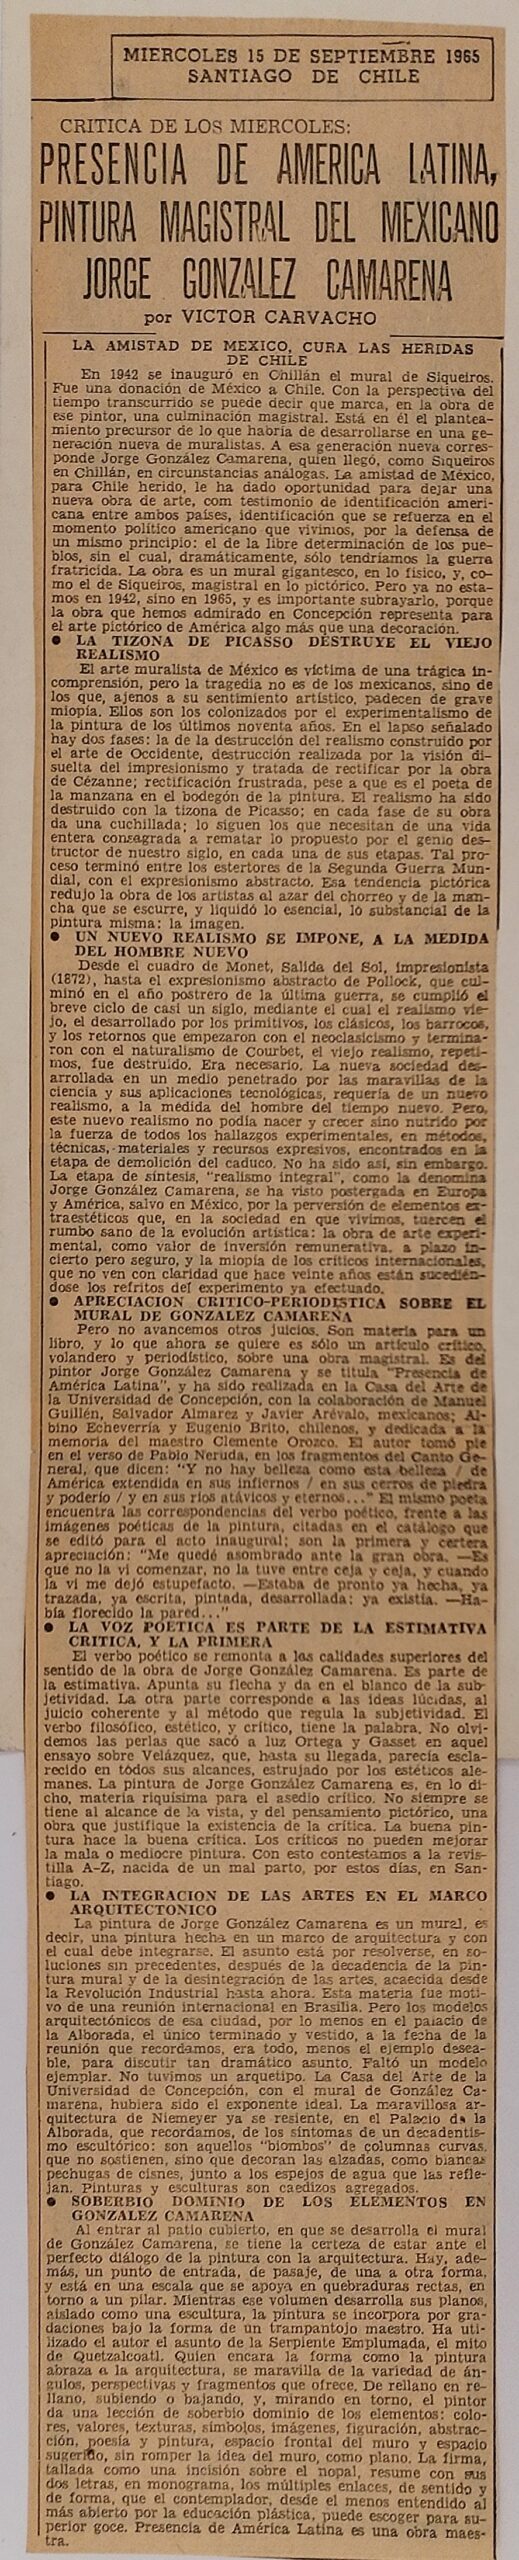 MIERCOLES 15 DE SEPTIEMBRE 1965
SANTIAGO DE CHILE
CRITICA DE LOS MIERCOLES:
PRESENCIA DE AMERICA LATINA,
PINTURA MAGISTRAL DEL MEXICANO
JORGE GONZALEZ CAMARENA
por VICTOR CARVACHO
LA AMISTAD DE MEXICO, CURA LAS HERIDAS
DE CHILE
En 1942 se inauguró en Chillán el mural de Siqueiros.
Fue una donación de México a Chile. Con la perspectiva del
tiempo transcurrido se puede decir que marca, en la obra de
ese pintor, una culminación magistral. Está en él el plantea-
miento precursor de lo que habría de desarrollarse en una ge-
neración nueva de muralistas. A esa generación nueva corres-
ponde Jorge González Camarena, quien llegó, como Siqueiros
en Chillán, en circunstancias análogas. La amistad de México,
para Chile herido, le ha dado oportunidad para dejar una
nueva obra de arte, com testimonio de identificación ameri-
cana entre ambos países, identificación que se refuerza en el
momento político americano que vivimos, por la defensa de
un mismo principio: el de la libre determinación de los pue-
blos, sin el cual, dramáticamente, sólo tendríamos la guerra
fratricida. La obra es un mural gigantesco, en lo físico, y, co-
mo el de Siqueiros, magistral en lo pictórico. Pero ya no esta-
mos en 1942, sino en 1965, y es importante subrayarlo, porque
la obra que hemos admirado en Concepción representa para
el arte pictórico de América algo más que una decoración.
● LA TIZONA DE PICASSO DESTRUYE EL VIEJO
REALISMO
El arte muralista de México es víctima de una trágica in-
comprensión, pero la tragedia no es de los mexicanos, sino de
los que, ajenos a su sentimiento artístico, padecen de grave
miopía. Ellos son los colonizados por el experimentalismo de
la pintura de los últimos noventa años. En el lapso señalado
hay dos fases: la de la destrucción del realismo construido por
el arte de Occidente, destrucción realizada por la visión di-
suelta del impresionismo y tratada de rectificar por la obra
de Cézanne; rectificación frustrada, pese a que es el poeta de
la manzana en el bodegón de la pintura. El realismo ha sido
destruido con la tizona de Picasso; en cada fase de su obra
da una cuchillada; lo siguen los que necesitan de una vida
entera consagrada a rematar lo propuesto por el genio des-
tructor de nuestro siglo, en cada una de sus etapas. Tal pro-
ceso terminó entre los estertores de la Segunda Guerra Mun-
dial, con el expresionismo abstracto. Esa tendencia pictórica
redujo la obra de los artistas al azar del chorreo y de la man-
cha que se escurre, y liquidó lo esencial, lo substancial de la
pintura misma: la imagen.
● UN NUEVO REALISMO SE IMPONE, A LA MEDIDA
DEL HOMBRE NUEVO
Desde el cuadro de Monet, Salida del Sol, impresionista
(1872), hasta el expresionismo abstracto de Pollock, que cul-
minó en el año postrero de la última guerra, se cumplió el
breve ciclo de casi un siglo, mediante el cual el realismo vie-
jo, el desarrollado por los primitivos, los clásicos, los barrocos,
y los retornos que empezaron con el neoclasicismo y termina-
ron con el naturalismo de Courbet, el viejo realismo, repeti-
mos, fue destruido. Era necesario. La nueva sociedad des-
arrollada en un medio penetrado por las maravillas de la
ciencia y sus aplicaciones tecnológicas, requería de un nuevo
realismo, a la medida del hombre del tiempo nuevo. Pero,
este nuevo realismo no podía nacer y crecer sino nutrido por
la fuerza de todos los hallazgos experimentales, en métodos,
técnicas, materiales y recursos expresivos, encontrados en la
etapa de demolición del caduco. No ha sido así, sin embargo.
La etapa de síntesis, "realismo integral", como la denomina
Jorge González Camarena, se ha visto postergada en Europa
y América, salvo en México, por la perversión de elementos ex-
traestéticos que, en la sociedad en que vivimos, tuercen el
rumbo sano de la evolución artística: la obra de arte experi-
mental, como valor de inversión remunerativa, a plazo in-
cierto pero seguro, y la miopía de los críticos internacionales,
que no ven con claridad que hace veinte años están sucedién-
dose los refritos del experimento ya efectuado.
● APRECIACION CRITICO-PERIODISTICA SOBRE EL
MURAL DE GONZALEZ CAMARENA
Pero no avancemos otros juicios. Son materia para un
libro, y lo que ahora se quiere es sólo un artículo crítico,
volandero y periodístico, sobre una obra magistral. Es del
pintor Jorge González Camarena y se titula "Presencia de
América Latina", y ha sido realizada en la Casa del Arte de
la Universidad de Concepción, con la colaboración de Manuel
Guillén, Salvador Almarez y Javier Arévalo, mexicanos; Al-
bino Echeverría y Eugenio Brito, chilenos, y dedicada a la
memoria del maestro Clemente Orozco. El autor tomó pie
en el verso de Pablo Neruda, en los fragmentos del Canto Ge-
neral, que dicen: "Y no hay belleza como esta belleza / de
América extendida en sus infiernos / en sus cerros de piedra
y poderío / y en sus ríos atávicos y eternos..." El mismo poeta
encuentra las correspondencias del verbo poético, frente a las
imágenes poéticas de la pintura, citadas en el catálogo que
se editó para el acto inaugural; son la primera y certera
apreciación: "Me quedé asombrado ante la gran obra. —Es
que no la vi comenzar, no la tuve entre ceja y ceja, y cuando
la vi me dejó estupefacto. —Estaba de pronto ya hecha, ya
trazada, ya escrita, pintada, desarrollada: ya existía. —Ha-
bía florecido la pared..."
● LA VOZ POETICA ES PARTE DE LA ESTIMATIVA
CRITICA, Y LA PRIMERA
El verbo poético se remonta a las calidades superiores del
sentido de la obra de Jorge González Camarena. Es parte de
la estimativa. Apunta su flecha y da en el blanco de la sub-
jetividad. La otra parte corresponde a las ideas lúcidas, al
juicio coherente y al método que regula la subjetividad. El
verbo filosófico, estético, y crítico, tiene la palabra. No olvi-
demos las perlas que sacó a luz Ortega y Gasset en aquel
ensayo sobre Velázquez, que, hasta su llegada, parecía escla-
recido en todos sus alcances, estrujado por los estéticos ale-
manes. La pintura de Jorge González Camarena es, en lo di-
cho, materia riquísima para el asedio crítico. No siempre se
tiene al alcance de la vista, y del pensamiento pictórico, una
obra que justifique la existencia de la crítica. La buena pin-
tura hace la buena crítica. Los críticos no pueden mejorar
la mala o mediocre pintura. Con esto contestamos a la revis-
tilla A-Z, nacida de un mal parto, por estos días, en San-
tiago.
● LA INTEGRACION DE LAS ARTES EN EL MARCO
ARQUITECTONICO
La pintura de Jorge González Camarena es un mural, es
decir, una pintura hecha en un marco de arquitectura y con
el cual debe integrarse. El asunto está por resolverse, en so-
luciones sin precedentes, después de la decadencia de la pin-
tura mural y de la desintegración de las artes, acaecida desde
la Revolución Industrial hasta ahora. Esta materia fue moti-
vo de una reunión internacional en Brasilia. Pero los modelos
arquitectónicos de esa ciudad, por lo menos en el palacio de
la Alborada, el único terminado y vestido, a la fecha de la
reunión que recordamos, era todo, menos el ejemplo desea-
ble, para discutir tan dramático asunto. Faltó un modelo
ejemplar. No tuvimos un arquetipo. La Casa del Arte de la
Universidad de Concepción, con el mural de González Ca-
marena, hubiera sido el exponente ideal. La maravillosa ar-
quitectura de Niemeyer ya se resiente, en el Palacio de la
Alborada, que recordamos, de los síntomas de un decadentis-
mo escultórico: son aquellos "biombos" de columnas curvas,
que no sostienen, sino que decoran las alzadas, como blancas
pechugas de cisnes, junto a los espejos de agua que las refle-
jan. Pinturas y esculturas son caedizos agregados.
● SOBERBIO DOMINIO DE LOS ELEMENTOS EN
GONZALEZ CAMARENA
Al entrar al patio cubierto, en que se desarrolla el mural
de González Camarena, se tiene la certeza de estar ante el
perfecto diálogo de la pintura con la arquitectura. Hay, ade-
más, un punto de entrada, de pasaje, de una a otra forma,
y está en una escala que se apoya en quebraduras rectas, en
torno a un pilar. Mientras ese volumen desarrolla sus planos,
aislado como una escultura, la pintura se incorpora por gra-
daciones bajo la forma de un trampantojo maestro. Ha uti-
lizado el autor el asunto de la Serpiente Emplumada, el mito
de Quetzalcoatl. Quien encara la forma como la pintura
abraza a la arquitectura, se maravilla de la variedad de án-
gulos, perspectivas y fragmentos que ofrece. De rellano en re-
llano, subiendo o bajando, y, mirando en torno, el pintor
da una lección de soberbio dominio de los elementos: colo-
res, valores, texturas, símbolos, imágenes, figuración, abstrac-
ción, poesía y pintura, espacio frontal del muro y espacio
sugerido, sin romper la idea del muro, como plano. La firma,
tallada como una incisión sobre el nopal, resume con sus
dos letras, en monograma, los múltiples enlaces, de sentido y
de forma, que el contemplador, desde el menos entendido al
más abierto por la educación plástica, puede escoger para su-
perior goce. Presencia de América Latina es una obra maes-
tra.